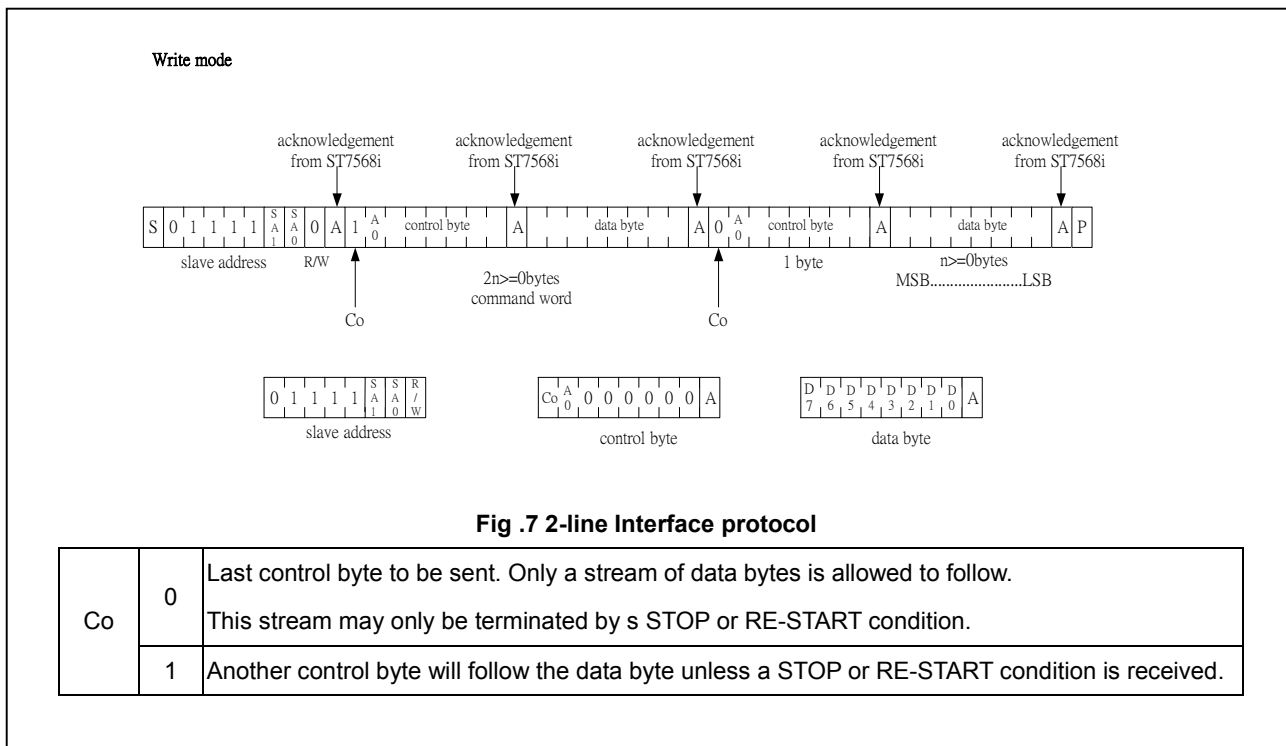 Write mode
acknowledgement from ST7568i
acknowledgement from ST7568i
acknowledgement from ST7568i
acknowledgement from ST7568i
acknowledgement from ST7568i
S 0 1 1 1 1 SA1 SA0 0 A 1 A0 control byte A data byte A 0 A0 control byte A data byte A P
slave address R/W 2n>=0bytes 1 byte n>=0bytes
command word MSB......................LSB
Co Co
0 1 1 1 1 SA1 SA0 R/W
slave address
Co A0 0 0 0 0 0 0 A
control byte
D7 D6 D5 D4 D3 D2 D1 D0 A
data byte
Fig .7 2-line Interface protocol
Co
0
Last control byte to be sent. Only a stream of data bytes is allowed to follow.
This stream may only be terminated by s STOP or RE-START condition.
1
Another control byte will follow the data byte unless a STOP or RE-START condition is received.